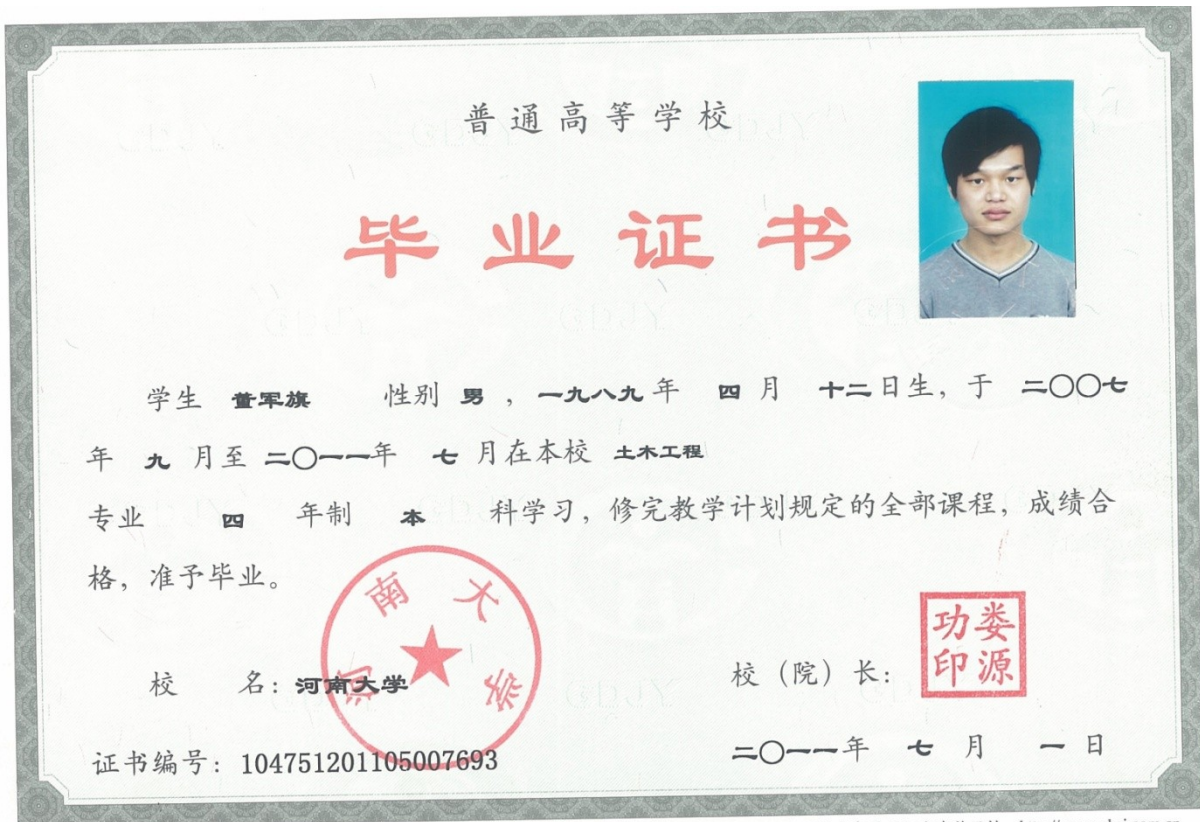 普通高等学校
毕业证书
学生 董军旗 性别 男 ，一九八九 年 四 月 十二 日生，于 二〇〇七
年 九 月至 二〇一一 年 七 月在本校 土木工程
专业 四 年制 本 科学习，修完教学计划规定的全部课程，成绩合
格，准予毕业。
河南大学
校 名：河南大学
校（院）长：
娄源功印
证书编号：104751201105007693
二〇一一 年 七 月 一 日